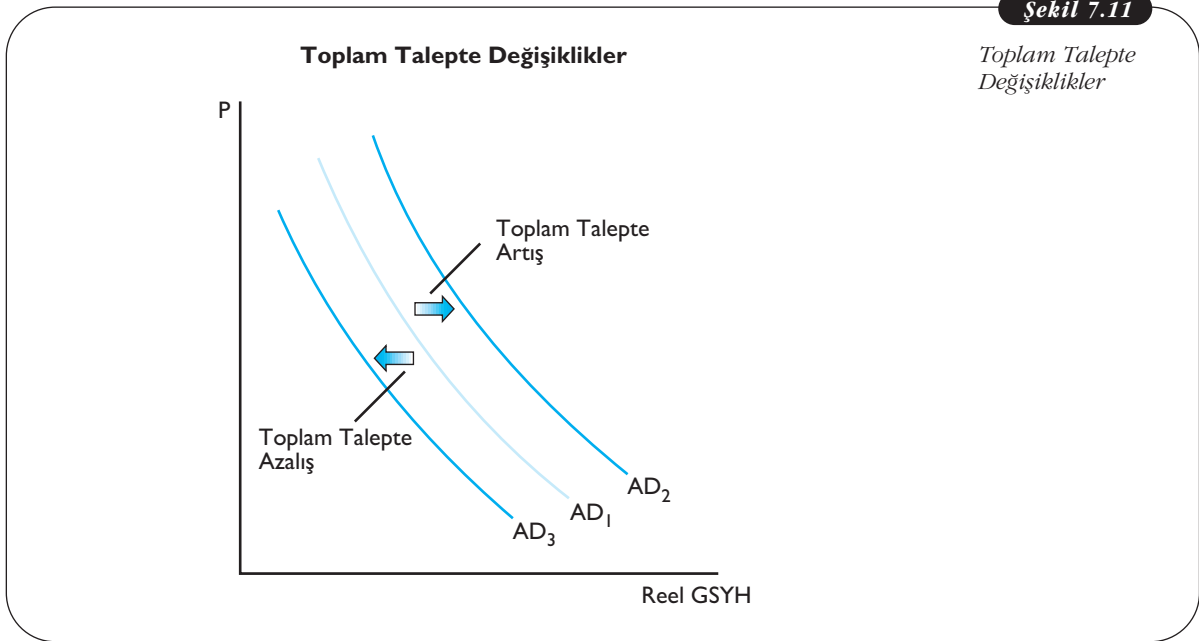 Şekil 7.11
Toplam Talepte
Değişiklikler
Toplam Talepte Değişiklikler
P
Toplam Talepte
Artış
Toplam Talepte
Azalış
AD2
AD1
AD3
Reel GSYH